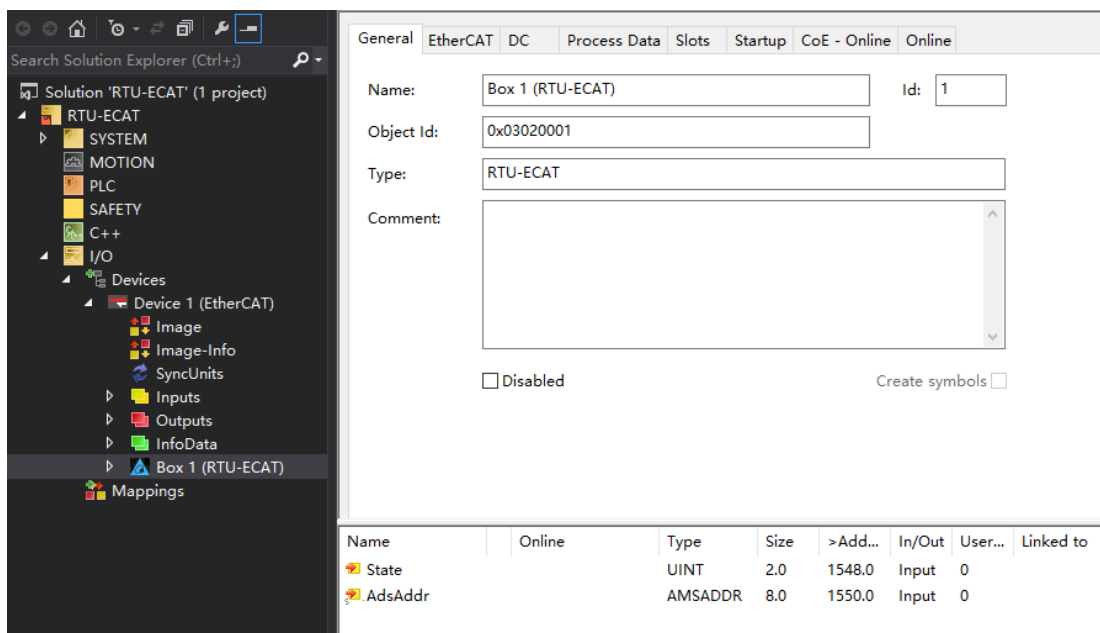 Search Solution Explorer (Ctrl+;)
Solution 'RTU-ECAT' (1 project)
RTU-ECAT
SYSTEM
MOTION
PLC
SAFETY
C++
I/O
Devices
Device 1 (EtherCAT)
Image
Image-Info
SyncUnits
Inputs
Outputs
InfoData
Box 1 (RTU-ECAT)
Mappings
General EtherCAT DC Process Data Slots Startup CoE - Online Online
Name: Box 1 (RTU-ECAT) Id: 1
Object Id: 0x03020001
Type: RTU-ECAT
Comment:
Disabled Create symbols
Name Online Type Size >Add... In/Out User... Linked to
State UINT 2.0 1548.0 Input 0
AdsAddr AMSADDR 8.0 1550.0 Input 0